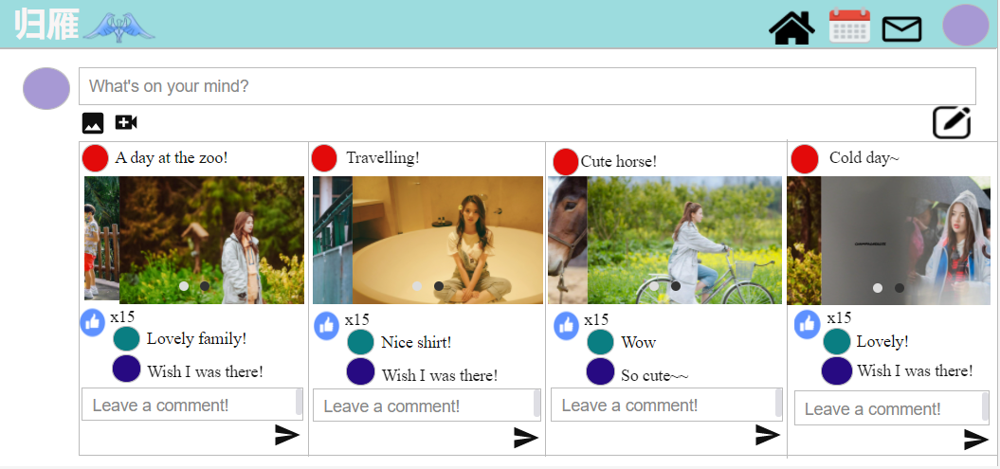 归雁
What's on your mind?
A day at the zoo!
x15
Lovely family!
Wish I was there!
Leave a comment!
Travelling!
x15
Nice shirt!
Wish I was there!
Leave a comment!
Cute horse!
x15
Wow
So cute~~
Leave a comment!
Cold day~
x15
Lovely!
Wish I was there!
Leave a comment!